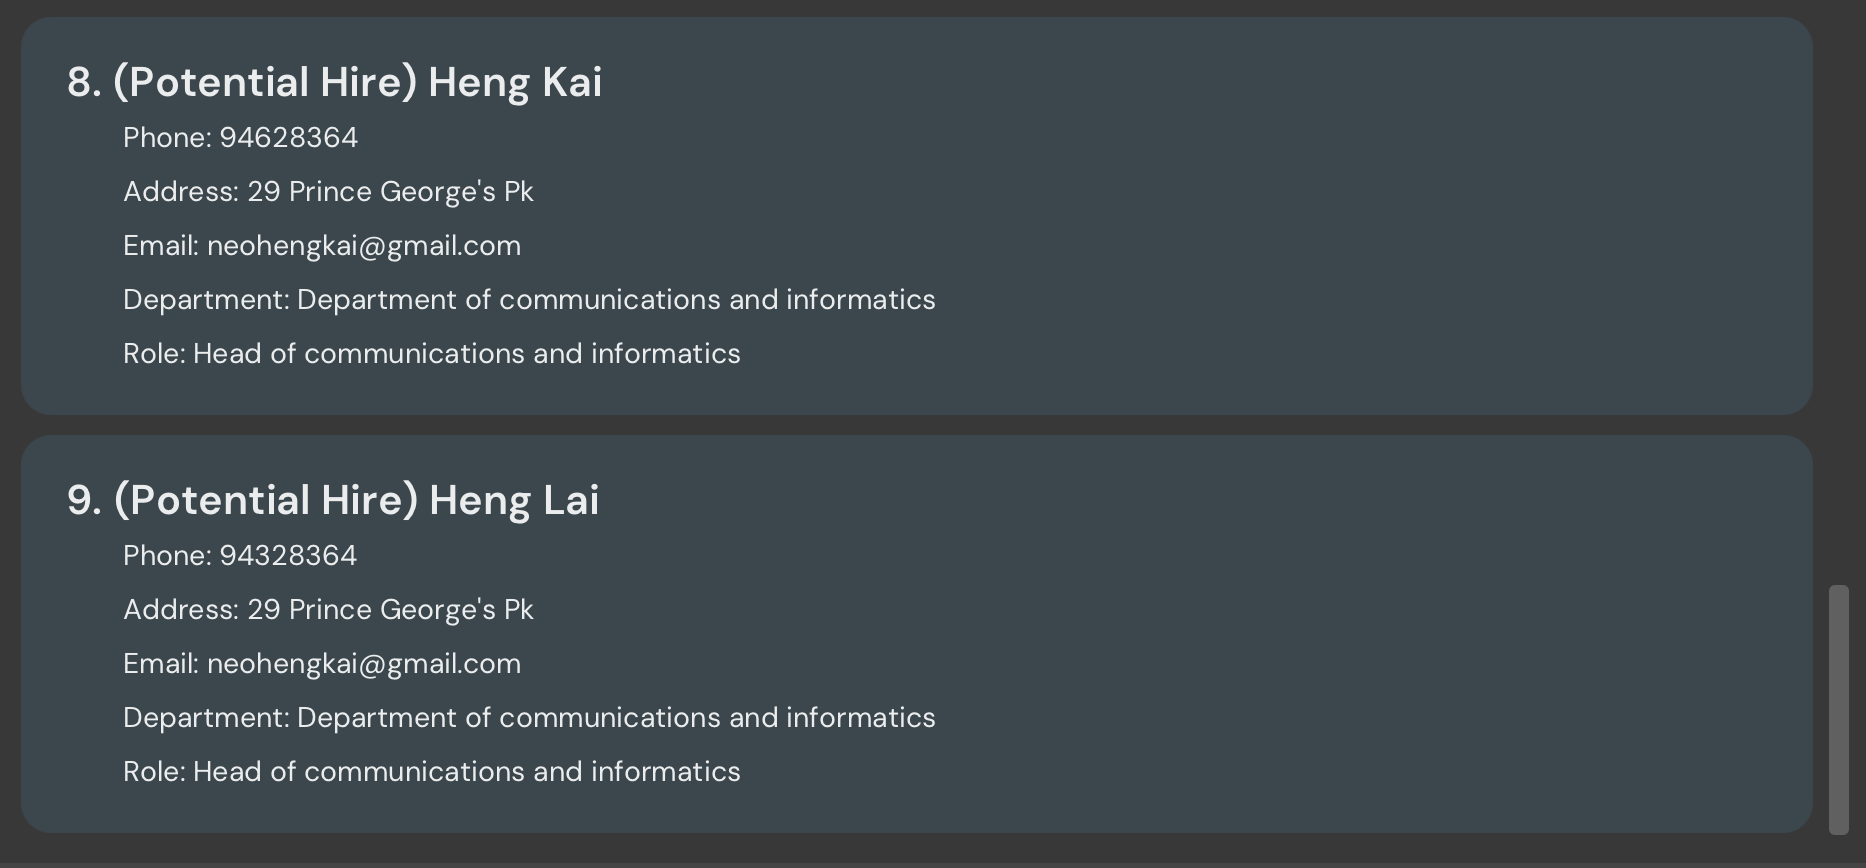 8. (Potential Hire) Heng Kai
Phone: 94628364
Address: 29 Prince George's Pk
Email: neohengkai@gmail.com
Department: Department of communications and informatics
Role: Head of communications and informatics
9. (Potential Hire) Heng Lai
Phone: 94328364
Address: 29 Prince George's Pk
Email: neohengkai@gmail.com
Department: Department of communications and informatics
Role: Head of communications and informatics